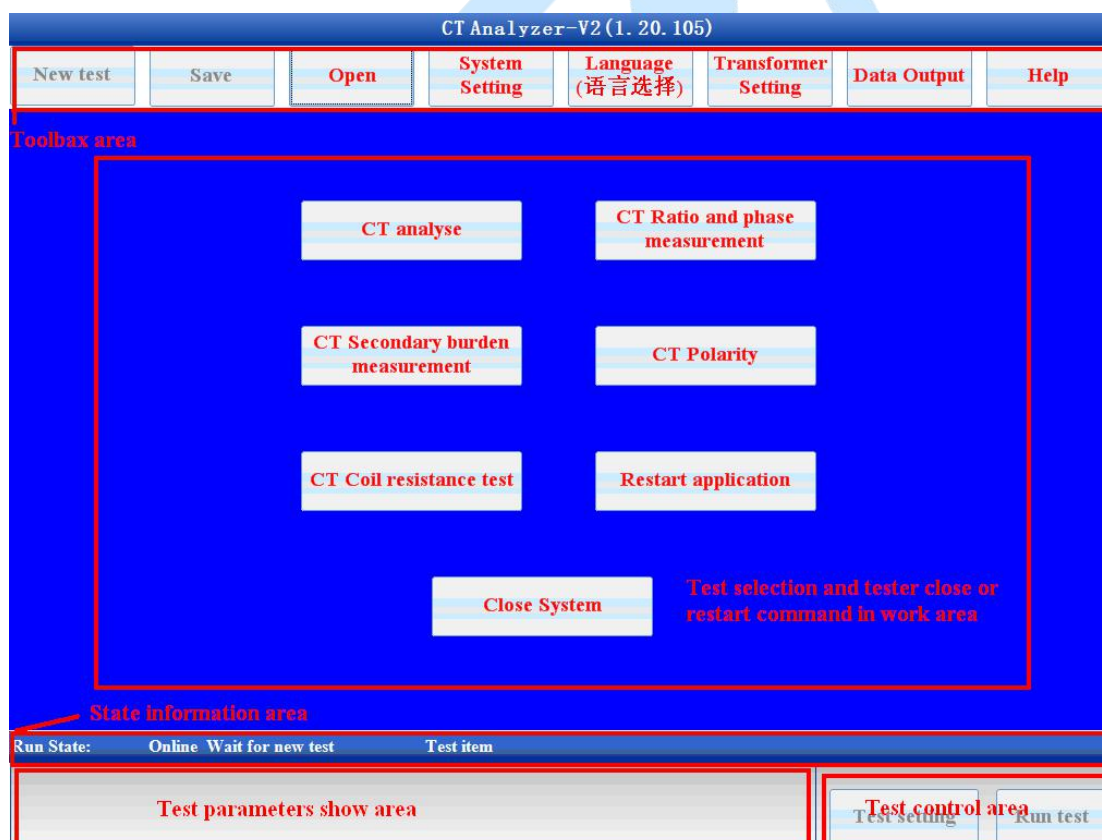 CT Analyzer-V2(1.20.105)
New test
Save
Open
System
Setting
Language
(语言选择)
Transformer
Setting
Data Output
Help
Toolbax area
CT analyse
CT Ratio and phase
measurement
CT Secondary burden
measurement
CT Polarity
CT Coil resistance test
Restart application
Close System
Test selection and tester close or
restart command in work area
State information area
Run State: Online Wait for new test Test item
Test parameters show area
Test control area
Test setting
Run test